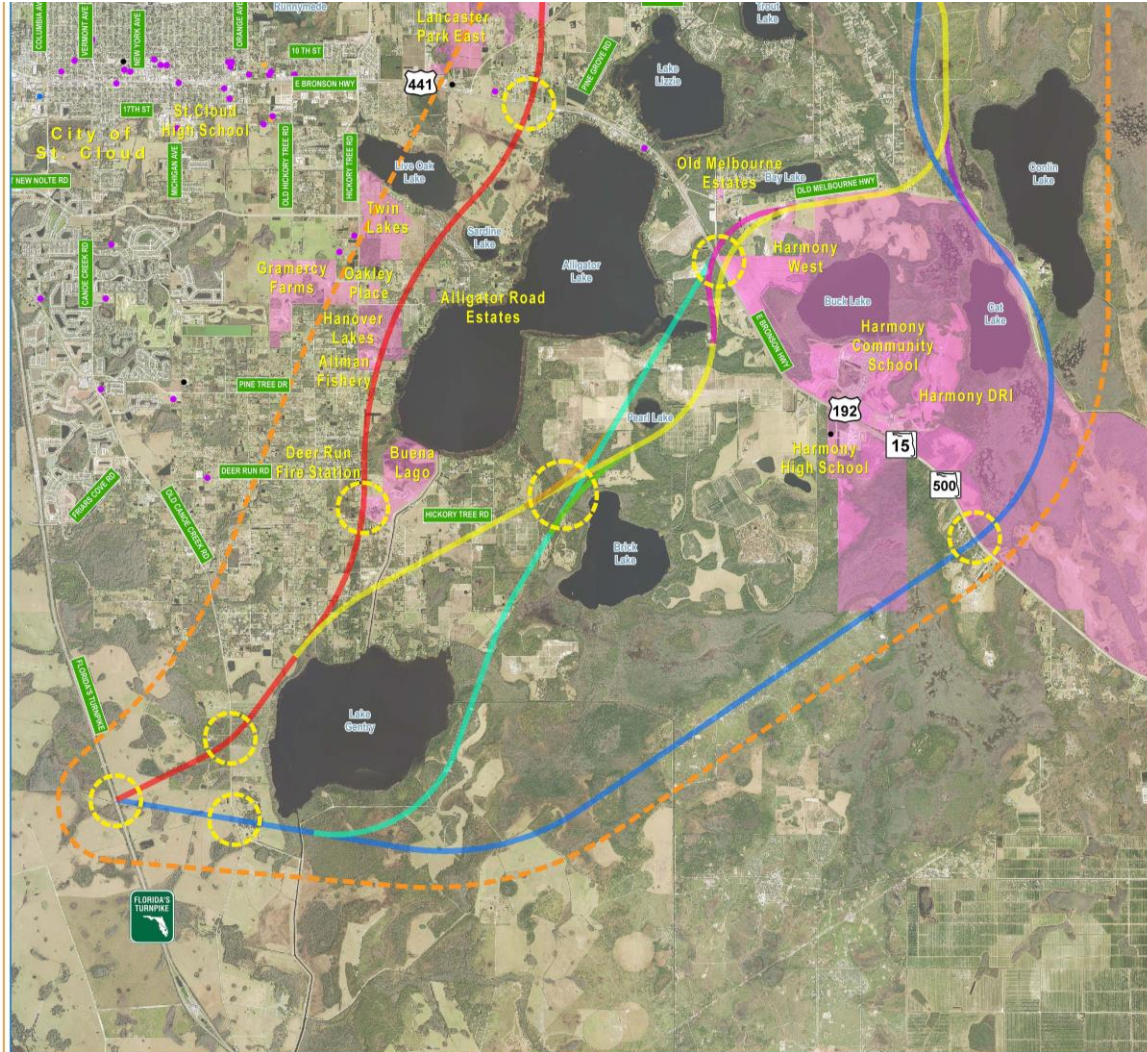 COLUMBIA AV
VERMONT AVE
NEW YORK AVE
ORANGE AVE
Runnymede
Lancaster
Park East
Trout
Lake
10 TH ST
E BRONSON HWY
441
PINE GROVE RD
Lake
Lizzie
17TH ST
St. Cloud
High School
City of
St. Cloud
MICHIGAN AVE
OLD HICKORY TREE RD
HICKORY TREE RD
Live Oak
Lake
Old Melbourne
Estates
Bay Lake
OLD MELBOURNE HWY
Conlin
Lake
T NEW NOLTE RD
Twin
Lakes
Sardine
Lake
Alligator
Lake
Harmony
West
CANOE CREEK RD
Gramercy
Farms
Oakley
Place
Alligator Road
Estates
Buck Lake
Cat
Lake
Hanover
Lakes
E BRONSON HWY
Harmony
Community
School
Altman
Fishery
PINE TREE DR
Harmony DRI
Pearl Lake
192
15
500
Harmony
High School
Deer Run
Fire Station
Buena
Lago
DEER RUN RD
FRIARS COVE RD
OLD CANOE CREEK RD
HICKORY TREE RD
Brick
Lake
FLORIDA'S TURNPIKE
Lake
Gentry
FLORIDA'S
TURNPIKE